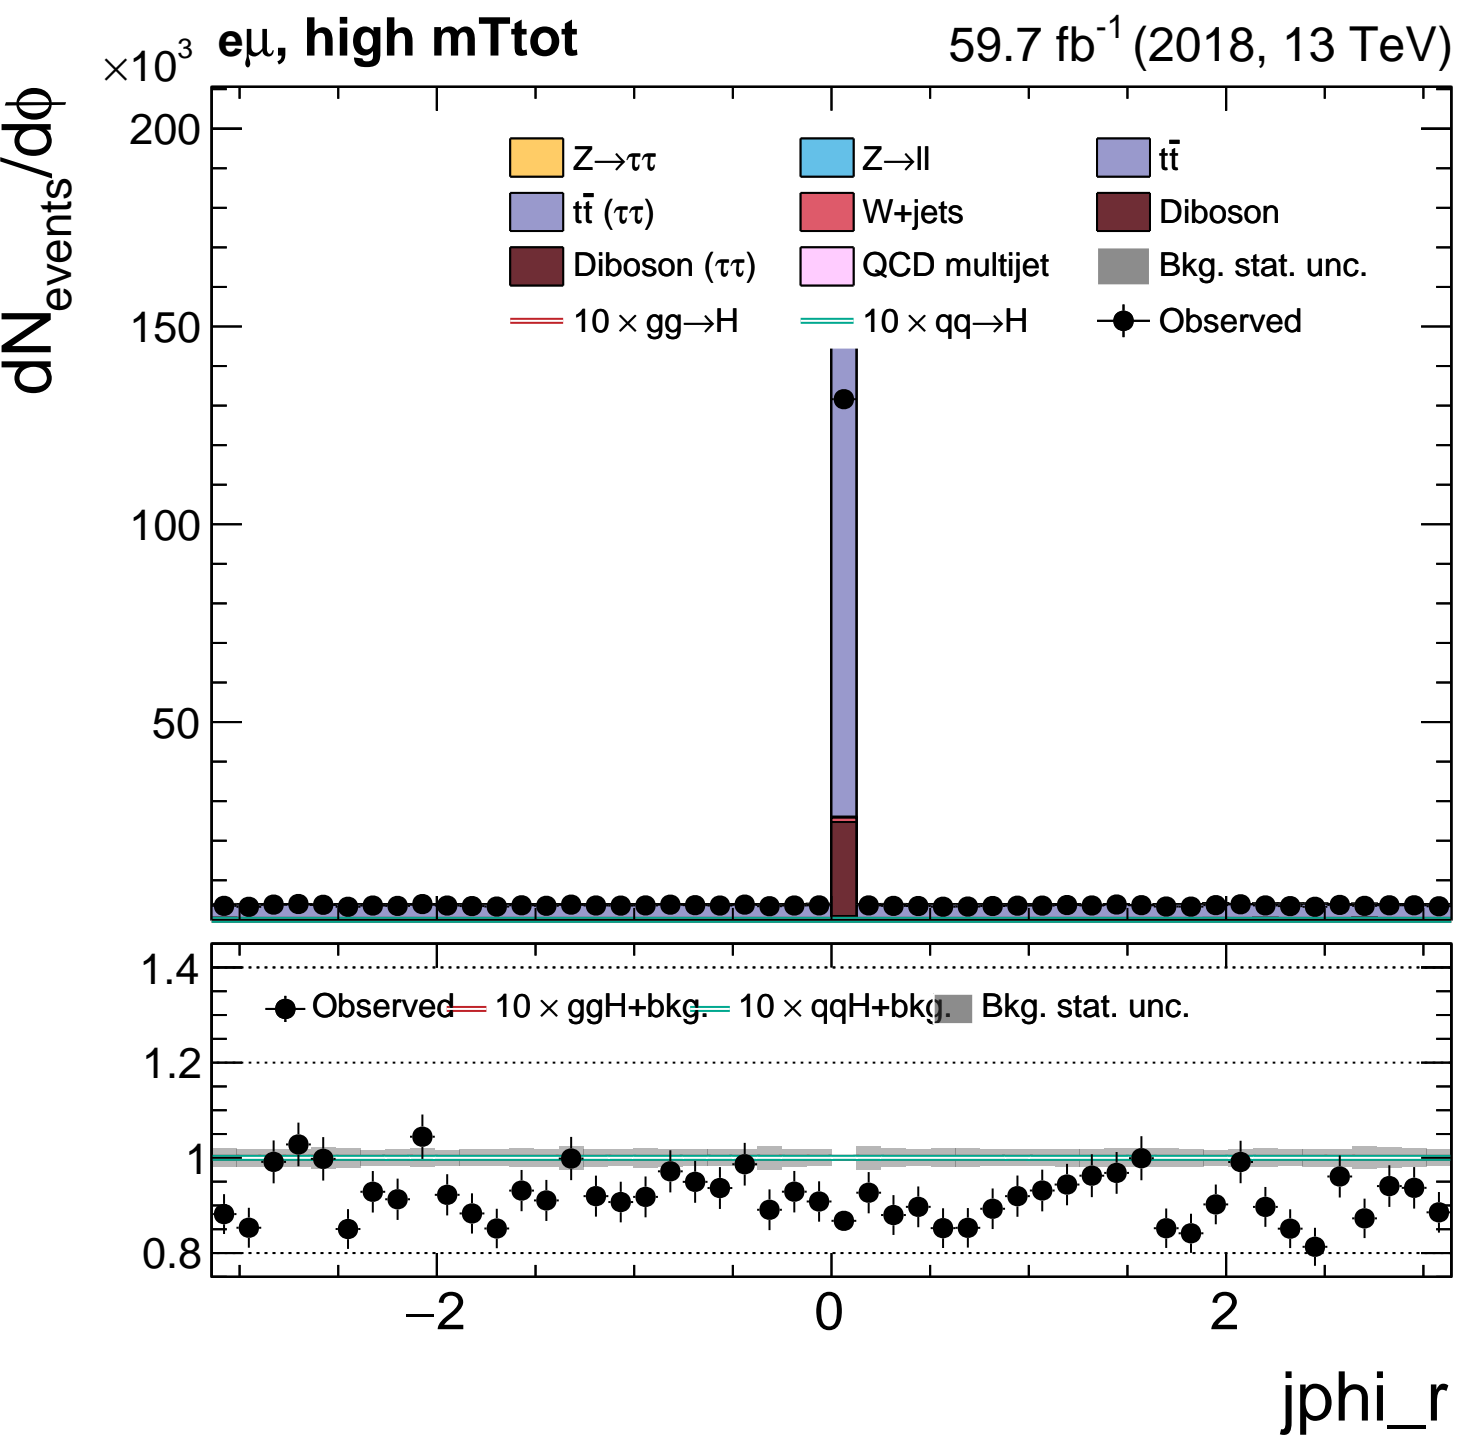 ×10³ eμ, high mTtot 59.7 fb⁻¹ (2018, 13 TeV)
dN_events/dϕ
200
150
100
50
Z→ττ Z→ll tt̄
tt̄ (ττ) W+jets Diboson
Diboson (ττ) QCD multijet Bkg. stat. unc.
10 × gg→H 10 × qq→H Observed
1.4
1.2
1
0.8
Observed 10 × ggH+bkg. 10 × qqH+bkg. Bkg. stat. unc.
−2 0 2
jphi_r